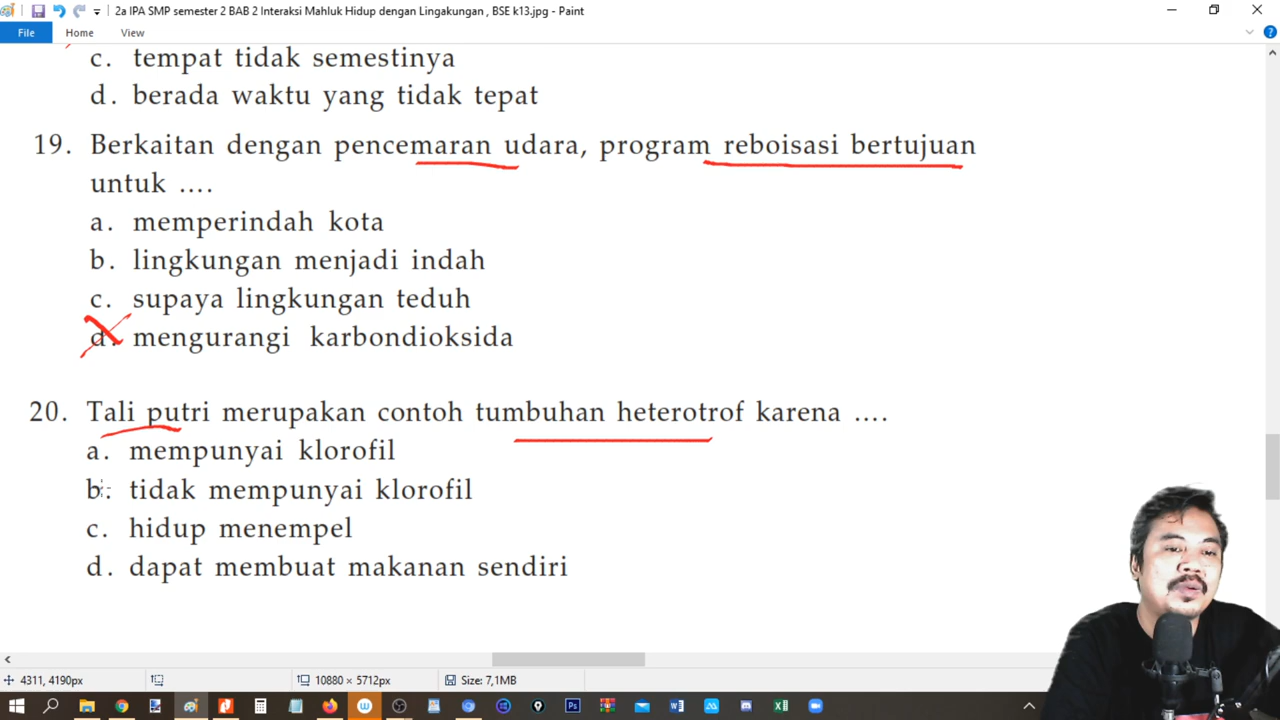 2a IPA SMP semester 2 BAB 2 Interaksi Mahluk Hidup dengan Lingakungan , BSE k13.jpg - Paint
File Home View
c. tempat tidak semestinya
d. berada waktu yang tidak tepat
19. Berkaitan dengan pencemaran udara, program reboisasi bertujuan
untuk ....
a. memperindah kota
b. lingkungan menjadi indah
c. supaya lingkungan teduh
d. mengurangi karbondioksida
20. Tali putri merupakan contoh tumbuhan heterotrof karena ....
a. mempunyai klorofil
b. tidak mempunyai klorofil
c. hidup menempel
d. dapat membuat makanan sendiri
4311, 4190px 10880 × 5712px Size: 7,1MB